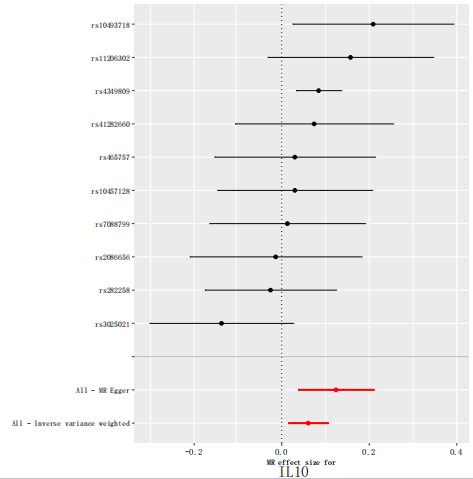 rs10493718
rs11206302
rs4349809
rs41282660
rs465757
rs10457128
rs7088799
rs2086656
rs282258
rs3025021
All - MR Egger
All - Inverse variance weighted
-0.2 0.0 0.2 0.4
MR effect size for
IL10